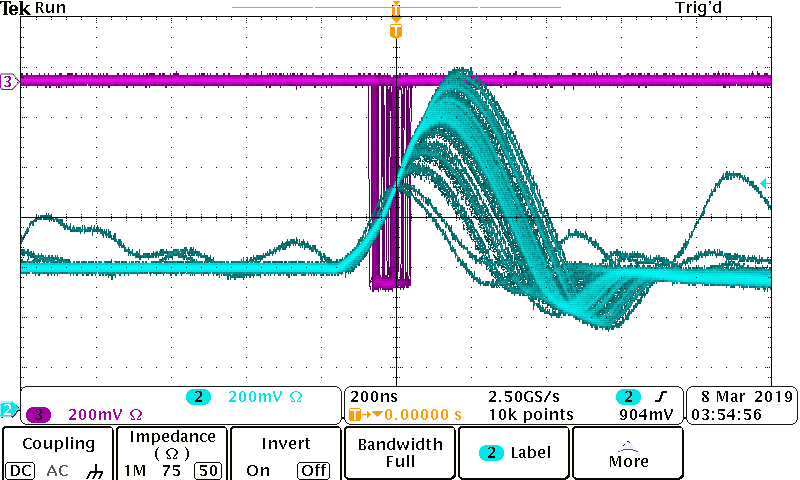 Tek Run Trig'd
T
T
3
2
2 200mV Ω 200ns 2.50GS/s 2 8 Mar 2019
3 200mV Ω T→▼0.00000 s 10k points 904mV 03:54:56
Coupling Impedance Invert Bandwidth 2 Label More
(Ω) Full
DC AC 1M 75 50 On Off